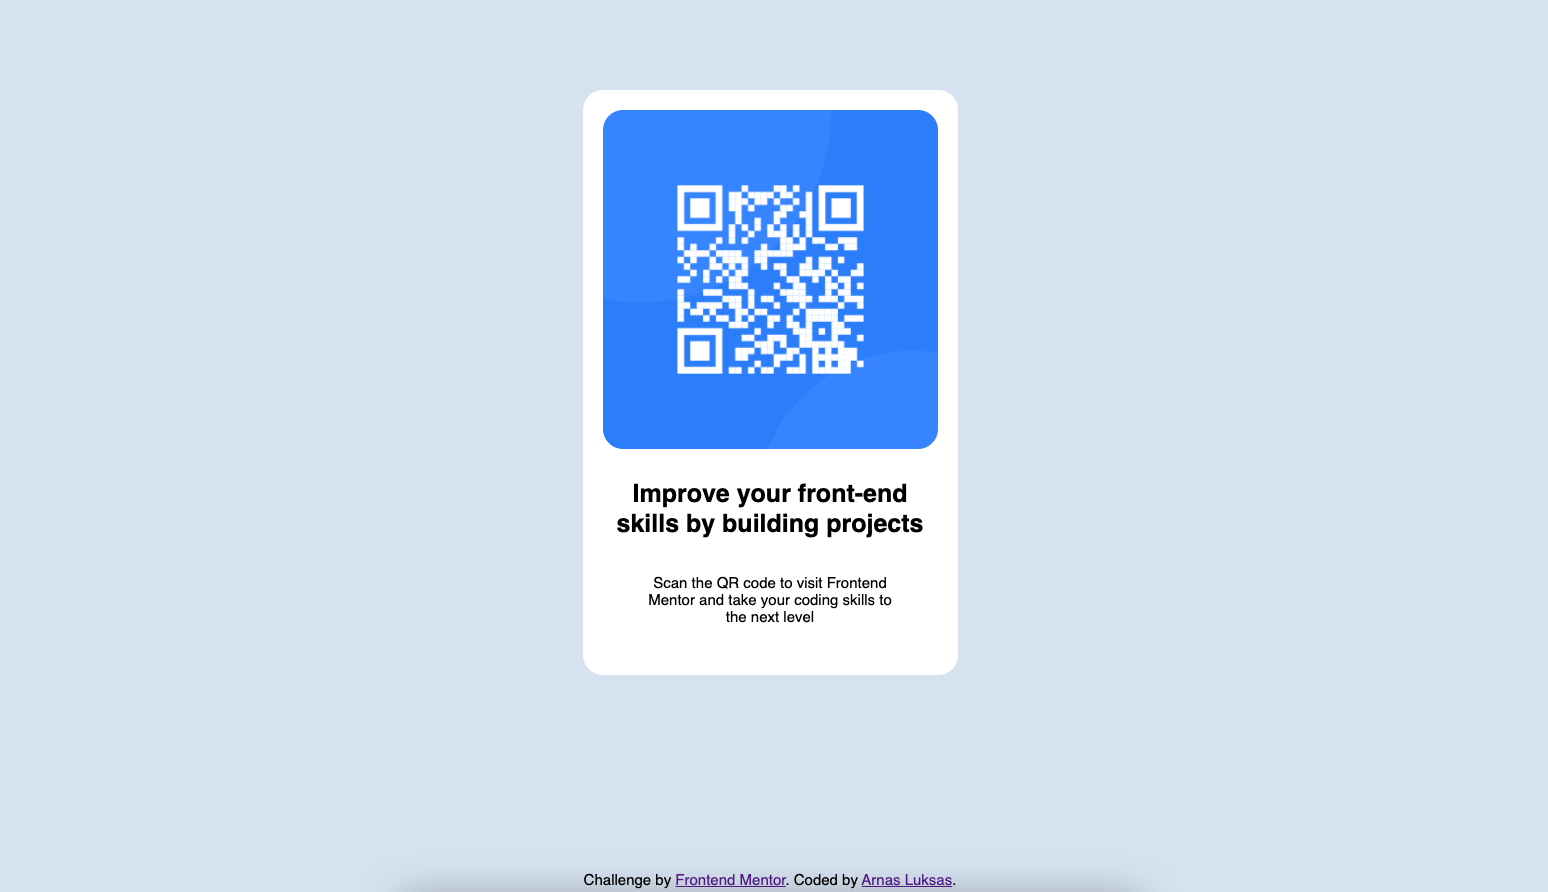 Improve your front-end
skills by building projects
Scan the QR code to visit Frontend
Mentor and take your coding skills to
the next level
Challenge by Frontend Mentor. Coded by Arnas Luksas.